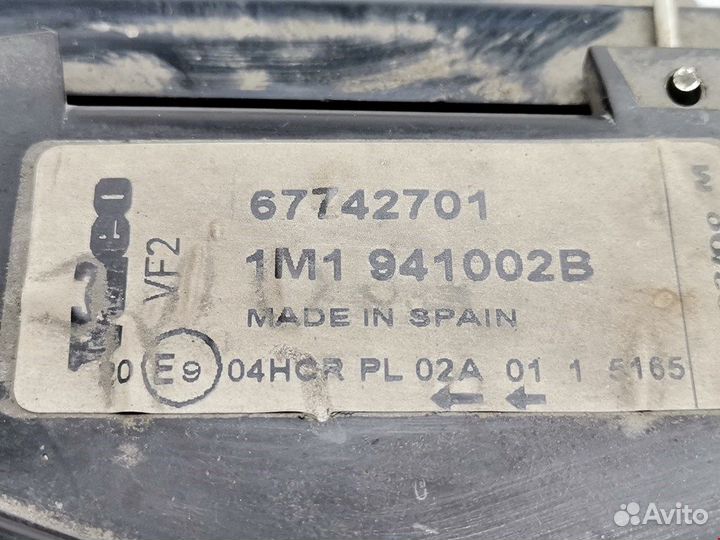 67742701
1M1 941002B
VF2
MADE IN SPAIN
E9 04HCR PL 02A 01 1 5165
Avito